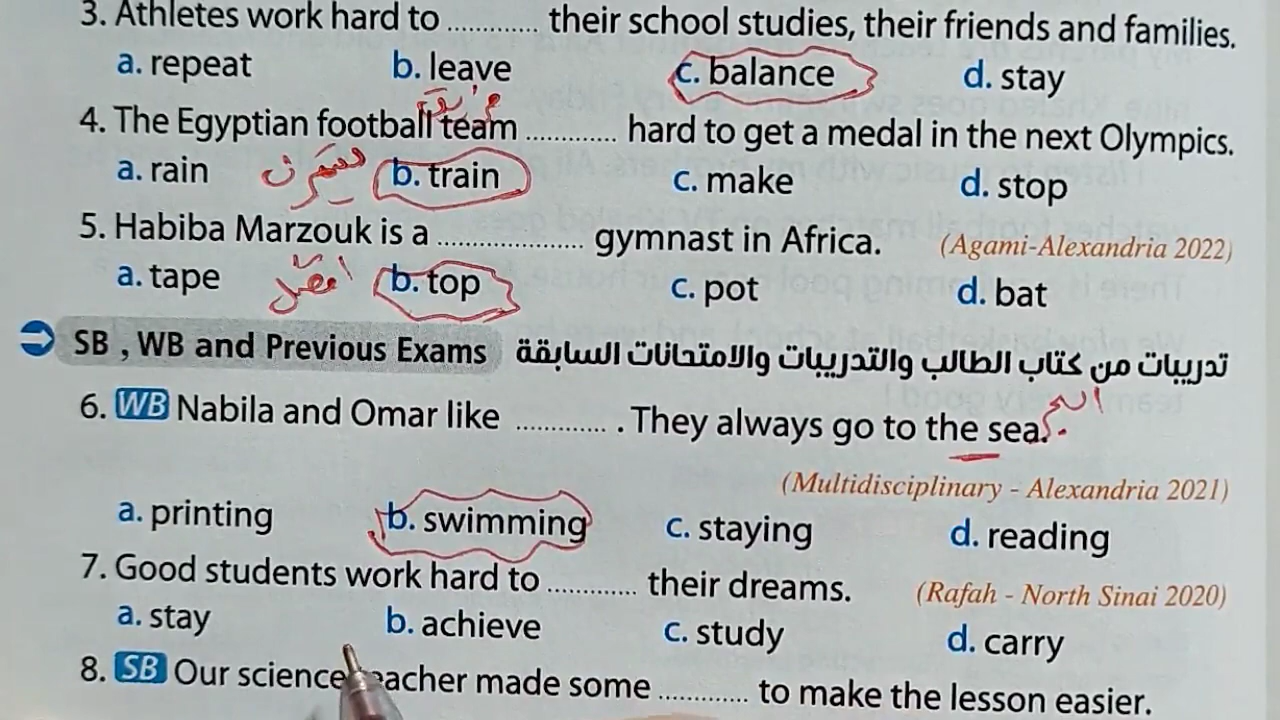 3. Athletes work hard to ............. their school studies, their friends and families.
a. repeat b. leave c. balance d. stay
4. The Egyptian football team ............. hard to get a medal in the next Olympics.
a. rain b. train c. make d. stop
5. Habiba Marzouk is a ..................... gymnast in Africa. (Agami-Alexandria 2022)
a. tape b. top c. pot d. bat
SB , WB and Previous Exams تدريبات من كتاب الطالب والتدريبات والامتحانات السابقة
6. WB Nabila and Omar like ............. . They always go to the sea.
(Multidisciplinary - Alexandria 2021)
a. printing b. swimming c. staying d. reading
7. Good students work hard to ............. their dreams. (Rafah - North Sinai 2020)
a. stay b. achieve c. study d. carry
8. SB Our science teacher made some ............. to make the lesson easier.